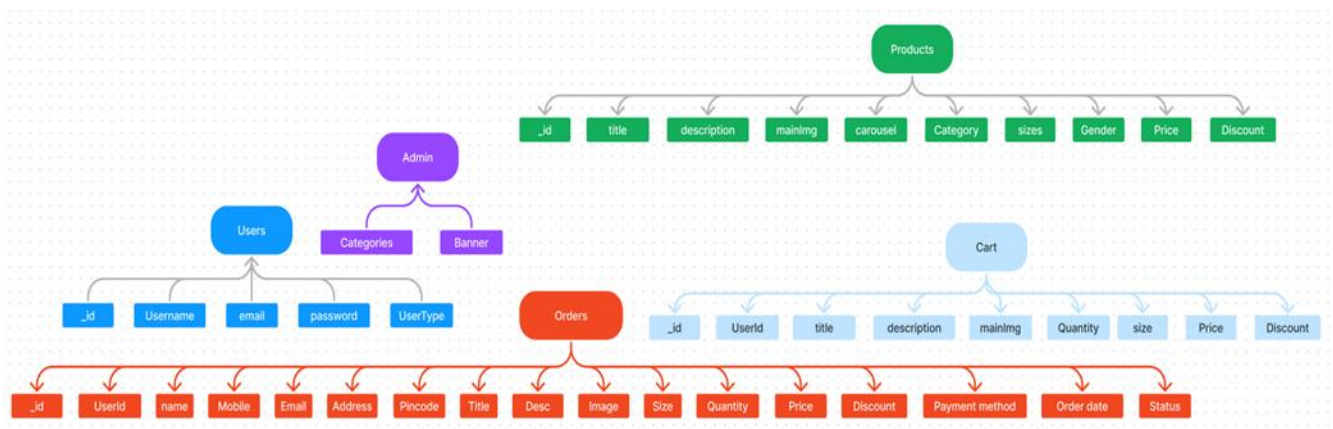 Products
_id title description mainImg carousel Category sizes Gender Price Discount
Admin
Categories Banner
Users
_id Username email password UserType
Cart
_id UserId title description mainImg Quantity size Price Discount
Orders
_id UserId name Mobile Email Address Pincode Title Desc Image Size Quantity Price Discount Payment method Order date Status